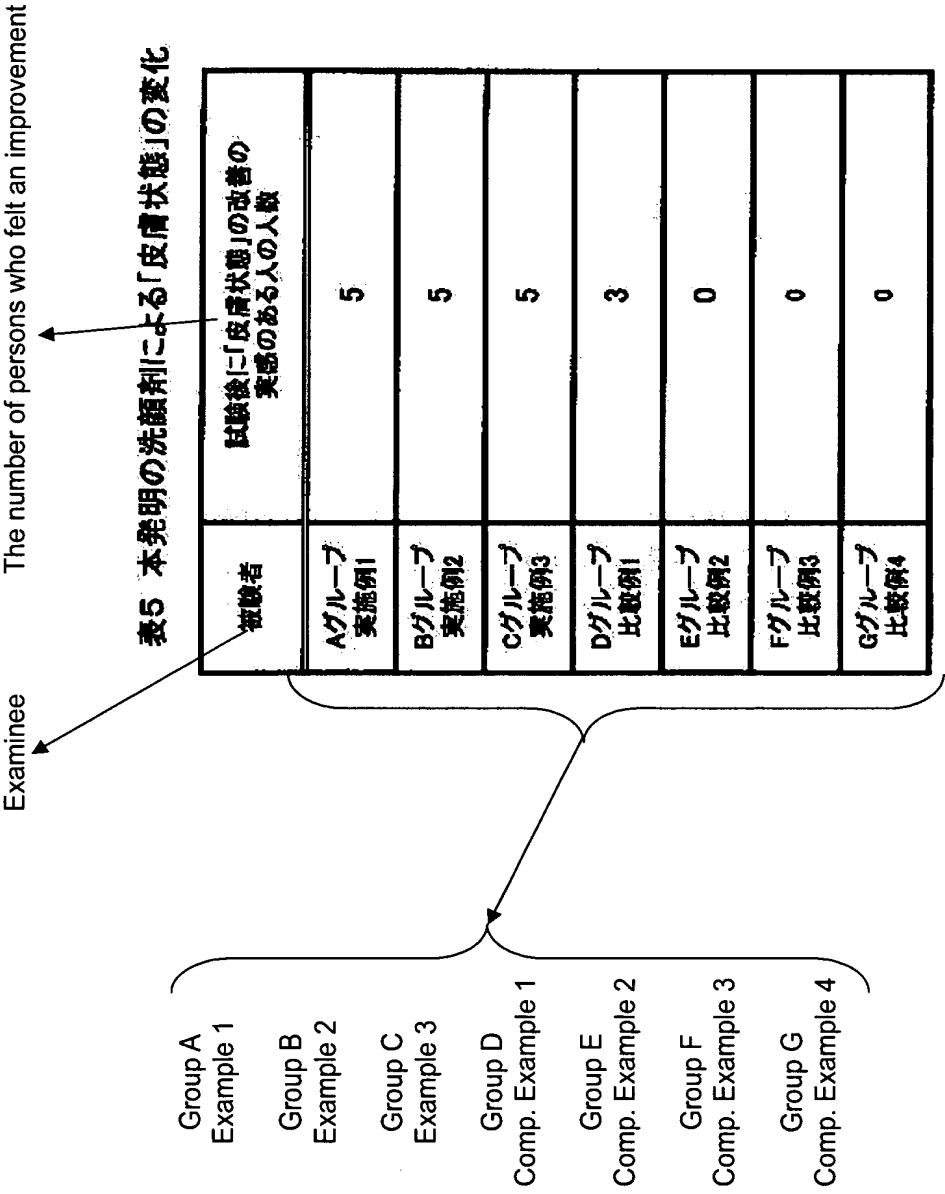 The number of persons who felt an improvement
Examinee
表5 本発明の洗顔剤による「皮膚状態」の変化
被験者
試験後に「皮膚状態」の改善の
実感のある人の人数
Aグループ
実施例1
5
Bグループ
実施例2
5
Cグループ
実施例3
5
Dグループ
比較例1
3
Eグループ
比較例2
0
Fグループ
比較例3
0
Gグループ
比較例4
0
Group A
Example 1
Group B
Example 2
Group C
Example 3
Group D
Comp. Example 1
Group E
Comp. Example 2
Group F
Comp. Example 3
Group G
Comp. Example 4